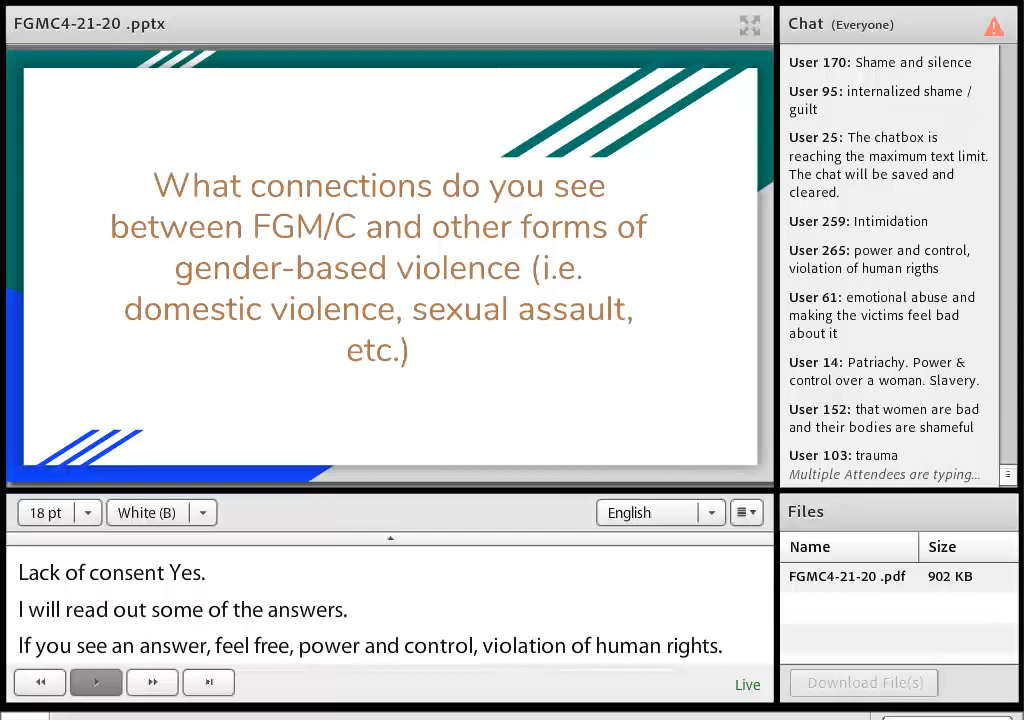 FGMC4-21-20 .pptx
What connections do you see
between FGM/C and other forms of
gender-based violence (i.e.
domestic violence, sexual assault,
etc.)
Chat (Everyone)
User 170: Shame and silence
User 95: internalized shame /
guilt
User 25: The chatbox is
reaching the maximum text limit.
The chat will be saved and
cleared.
User 259: Intimidation
User 265: power and control,
violation of human rigths
User 61: emotional abuse and
making the victims feel bad
about it
User 14: Patriachy. Power &
control over a woman. Slavery.
User 152: that women are bad
and their bodies are shameful
User 103: trauma
Multiple Attendees are typing...
18 pt
White (B)
English
Lack of consent Yes.
I will read out some of the answers.
If you see an answer, feel free, power and control, violation of human rights.
Live
Files
Name Size
FGMC4-21-20 .pdf 902 KB
Download File(s)